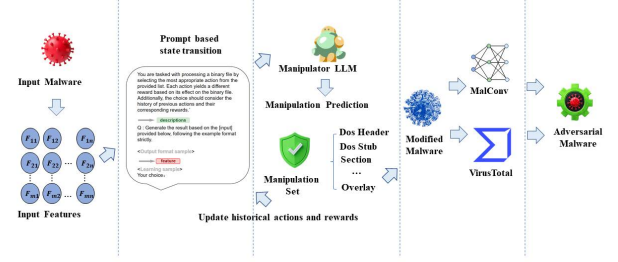 Input Malware
F11 F12 F1n
F21 F22 ... F2n
Fm1 Fm2 ... Fmn
Input Features
Prompt based
state transition
You are tasked with processing a binary file by
selecting the most appropriate action from the
provided list. Each action yields a different
reward based on its effect on the binary file.
Additionally, the choice should consider the
history of previous actions and their
corresponding rewards.'
descriptions
Q : Generate the result based on the [input]
provided below, following the example format
strictly.
<Output format sample>
feature
<Learning sample>
Your choice:
Manipulator LLM
Manipulation Prediction
Manipulation
Set
Dos Header
Dos Stub
Section
...
Overlay
Update historical actions and rewards
Modified
Malware
MalConv
VirusTotal
Adversarial
Malware